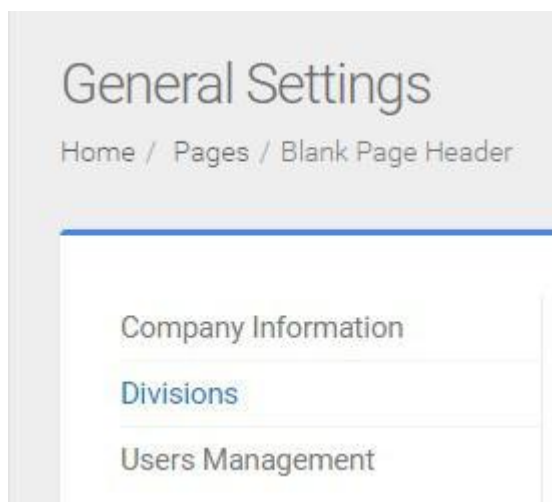 General Settings
Home / Pages / Blank Page Header
Company Information
Divisions
Users Management